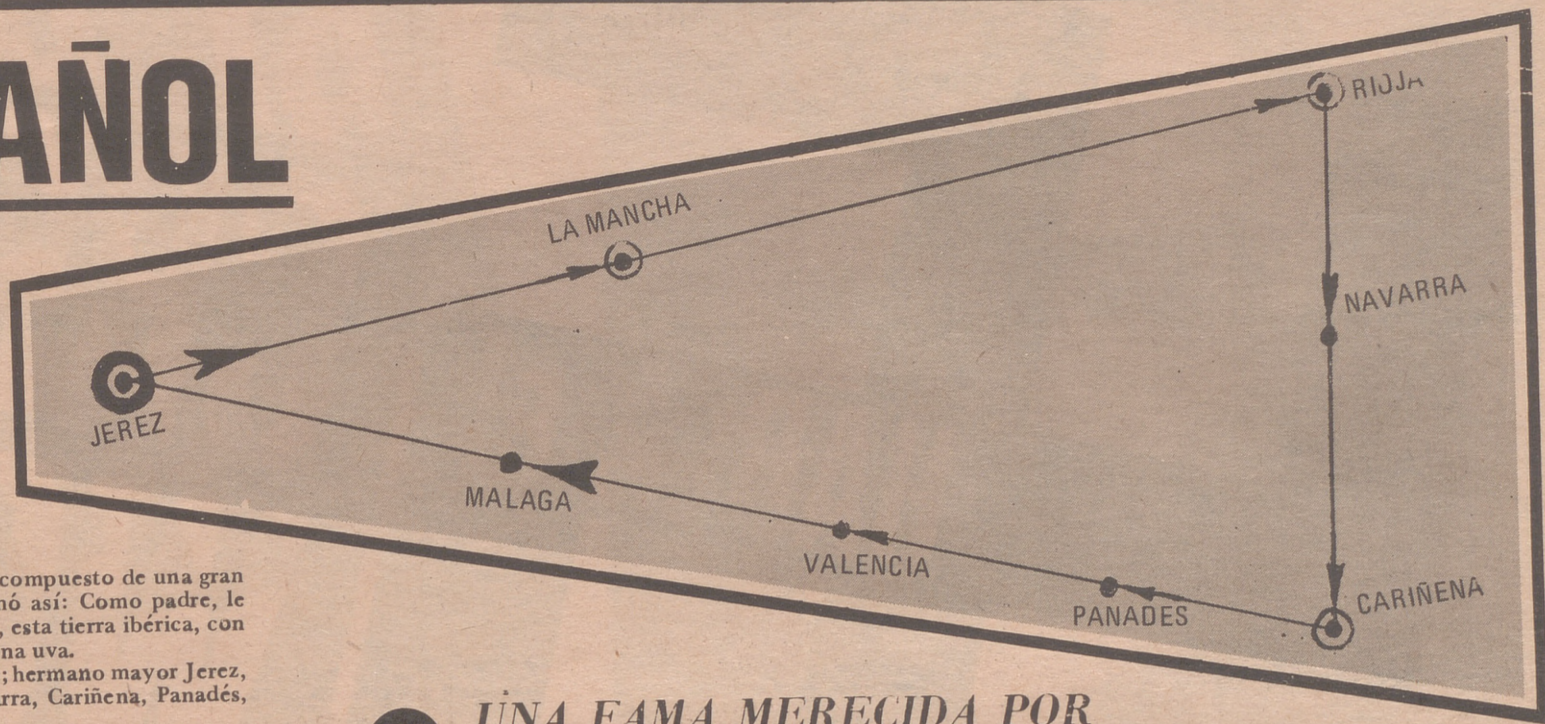 AÑOL
RIOJA
LA MANCHA
NAVARRA
JEREZ
MALAGA
VALENCIA
PANADES
CARIÑENA
compuesto de una gran
nó así: Como padre, le
, esta tierra ibérica, con
na uva.
; hermano mayor Jerez,
rra, Cariñena, Panadés,
UNA FAMA MERECIDA POR